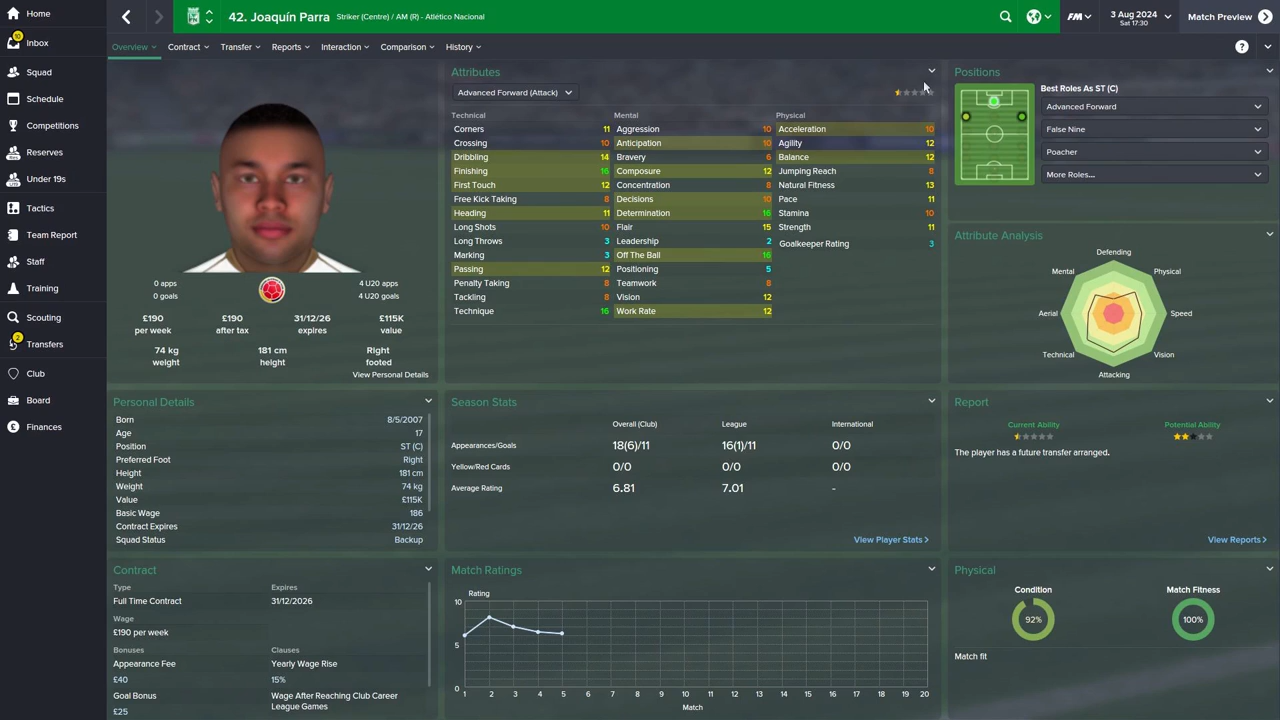 Home
10
Inbox
Squad
Schedule
Competitions
Reserves
Under 19s
Tactics
Team Report
Staff
Training
Scouting
2
Transfers
Club
Board
Finances
42. Joaquín Parra
Striker (Centre) / AM (R) - Atlético Nacional
FM
3 Aug 2024
Sat 17:30
Match Preview
Overview
Contract
Transfer
Reports
Interaction
Comparison
History
?
Attributes
Advanced Forward (Attack)
Technical
Corners 11
Crossing 10
Dribbling 14
Finishing 16
First Touch 12
Free Kick Taking 8
Heading 11
Long Shots 10
Long Throws 3
Marking 3
Passing 12
Penalty Taking 8
Tackling 8
Technique 16
Mental
Aggression 10
Anticipation 10
Bravery 6
Composure 12
Concentration 8
Decisions 10
Determination 16
Flair 15
Leadership 2
Off The Ball 16
Positioning 5
Teamwork 8
Vision 12
Work Rate 12
Physical
Acceleration 10
Agility 12
Balance 12
Jumping Reach 8
Natural Fitness 13
Pace 11
Stamina 10
Strength 11
Goalkeeper Rating 3
Positions
Best Roles As ST (C)
Advanced Forward
False Nine
Poacher
More Roles...
Attribute Analysis
Defending
Mental
Physical
Aerial
Speed
Technical
Vision
Attacking
0 apps
0 goals
4 U20 apps
4 U20 goals
£190
per week
£190
after tax
31/12/26
expires
£115K
value
74 kg
weight
181 cm
height
Right
footed
View Personal Details
Personal Details
Born 8/5/2007
Age 17
Position ST (C)
Preferred Foot Right
Height 181 cm
Weight 74 kg
Value £115K
Basic Wage 186
Contract Expires 31/12/26
Squad Status Backup
Season Stats
Overall (Club) League International
Appearances/Goals 18(6)/11 16(1)/11 0/0
Yellow/Red Cards 0/0 0/0 0/0
Average Rating 6.81 7.01 -
View Player Stats
Report
Current Ability
Potential Ability
The player has a future transfer arranged.
View Reports
Contract
Type
Expires
Full Time Contract
31/12/2026
Wage
£190 per week
Bonuses
Clauses
Appearance Fee
Yearly Wage Rise
£40
15%
Goal Bonus
Wage After Reaching Club Career
League Games
£25
Match Ratings
Rating
10
5
0
1 2 3 4 5 6 7 8 9 10 11 12 13 14 15 16 17 18 19 20
Match
Physical
Condition
Match Fitness
92%
100%
Match fit